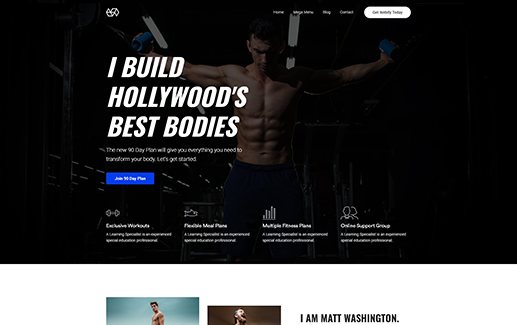 Home
Mega Menu
Blog
Contact
Get Avishify Today
I BUILD
HOLLYWOOD'S
BEST BODIES
The new 90 Day Plan will give you everything you need to
transform your body. Let's get started.
Join 90 Day Plan
Exclusive Workouts
A Learning Specialist is an experienced
special education professional.
Flexible Meal Plans
A Learning Specialist is an experienced
special education professional.
Multiple Fitness Plans
A Learning Specialist is an experienced
special education professional.
Online Support Group
A Learning Specialist is an experienced
special education professional.
I AM MATT WASHINGTON.